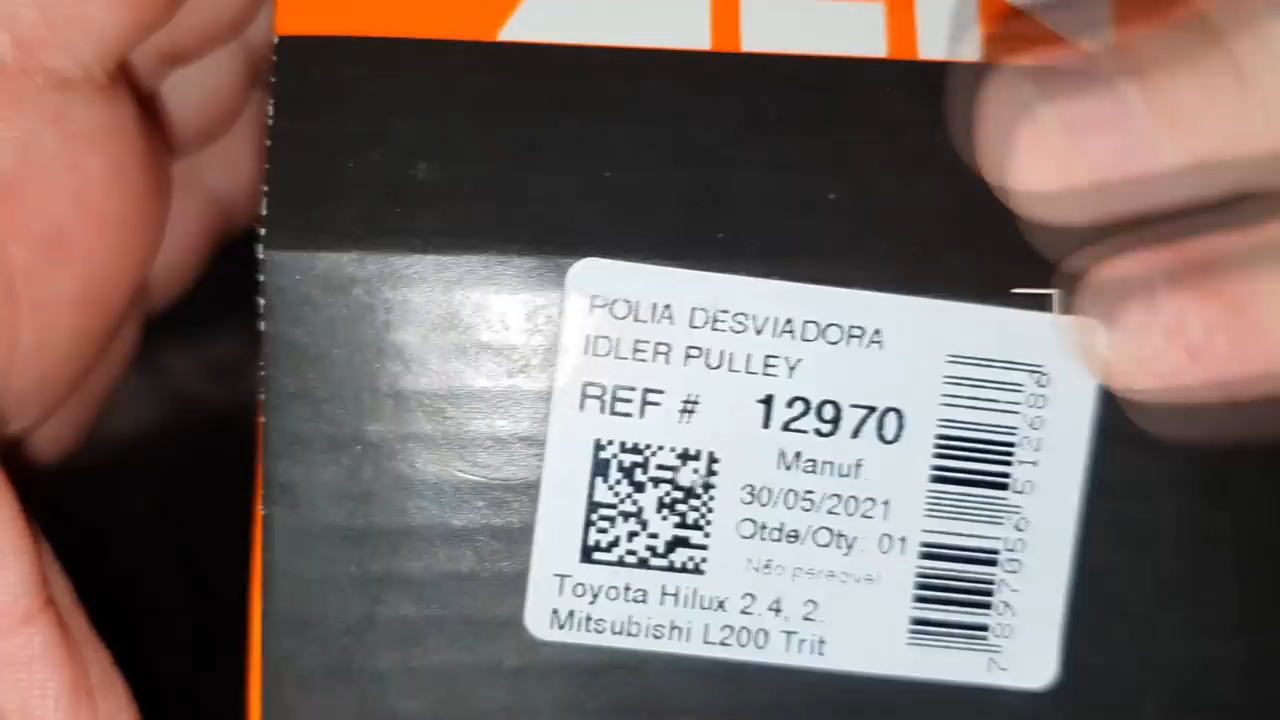 POLIA DESVIADORA
IDLER PULLEY
REF # 12970
Manuf.
30/05/2021
Qtde/Qty: 01
Não perecível
Toyota Hilux 2.4, 2.
Mitsubishi L200 Trit